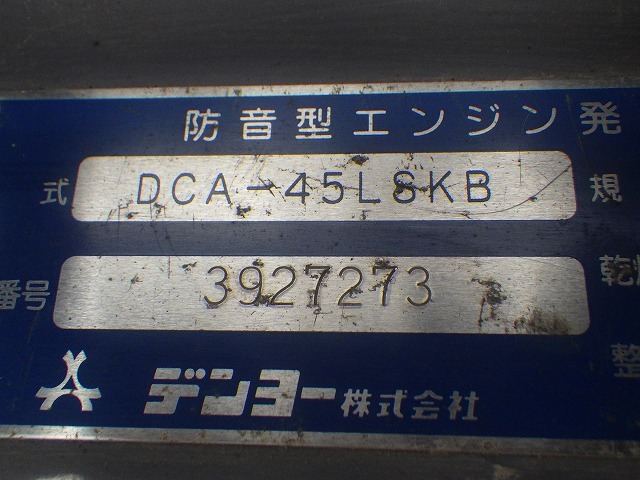 防音型エンジン発
式 DCA-45LSKB 規
番号 3927273 乾燥
整
デンヨー株式会社